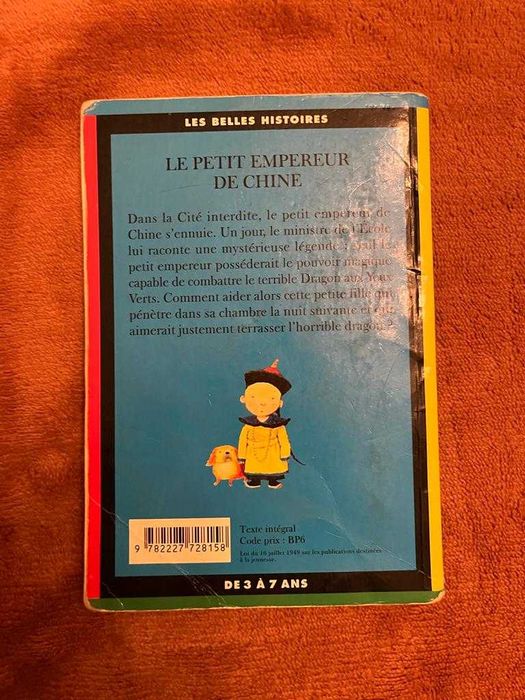 LES BELLES HISTOIRES
LE PETIT EMPEREUR
DE CHINE
Dans la Cité interdite, le petit empereur de
Chine s'ennuie. Un jour, le ministre de l'École
lui raconte une mystérieuse légende : seul le
petit empereur posséderait le pouvoir magique
capable de combattre le terrible Dragon aux Yeux
Verts. Comment aider alors cette petite fille qui
pénètre dans sa chambre la nuit suivante et qui
aimerait justement terrasser l'horrible dragon ?
Texte intégral
Code prix : BP6
Loi du 16 juillet 1949 sur les publications destinées
à la jeunesse.
9 782227 728158
DE 3 À 7 ANS